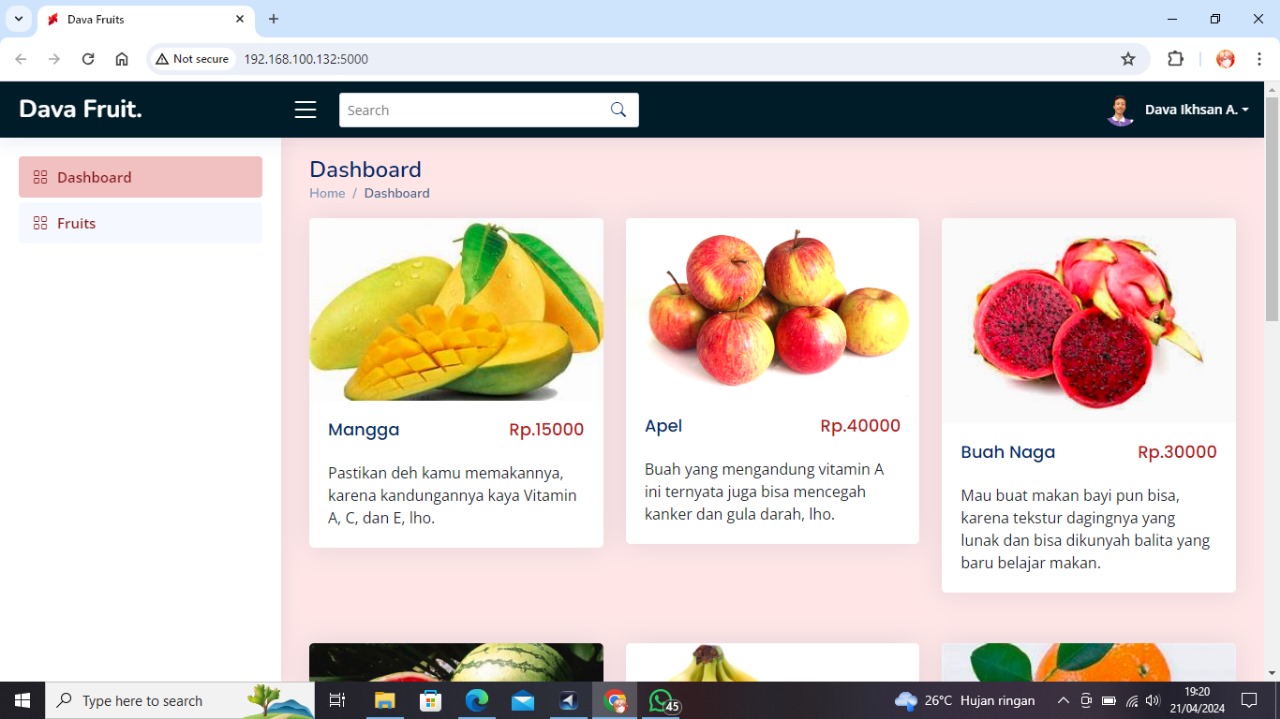 Dava Fruits
Not secure
192.168.100.132:5000
Dava Fruit.
Search
Dava Ikhsan A.
Dashboard
Fruits
Dashboard
Home / Dashboard
Mangga Rp.15000
Pastikan deh kamu memakannya,
karena kandungannya kaya Vitamin
A, C, dan E, lho.
Apel Rp.40000
Buah yang mengandung vitamin A
ini ternyata juga bisa mencegah
kanker dan gula darah, lho.
Buah Naga Rp.30000
Mau buat makan bayi pun bisa,
karena tekstur dagingnya yang
lunak dan bisa dikunyah balita yang
baru belajar makan.
Type here to search
45
26°C Hujan ringan
19:20
21/04/2024